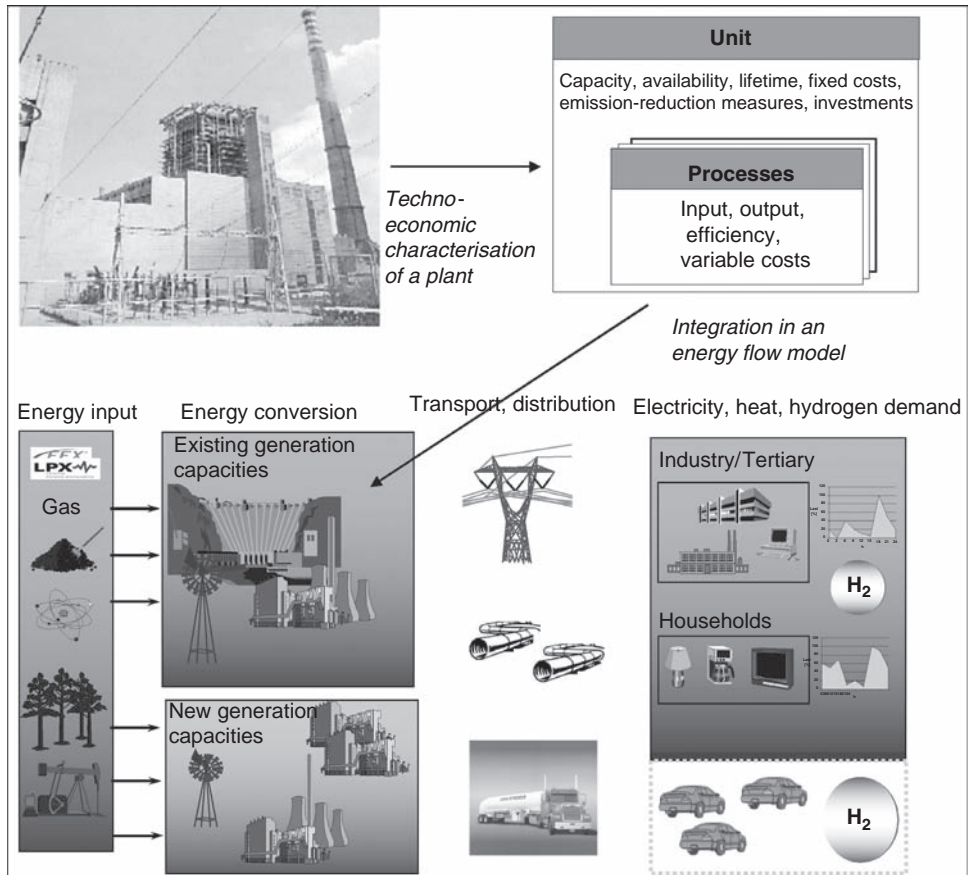 Unit
Capacity, availability, lifetime, fixed costs,
emission-reduction measures, investments
Processes
Input, output,
efficiency,
variable costs
Techno-
economic
characterisation
of a plant
Integration in an
energy flow model
Energy input
Energy conversion
Transport, distribution
Electricity, heat, hydrogen demand
LPX
Gas
Existing generation
capacities
New generation
capacities
Industry/Tertiary
H₂
Households
H₂